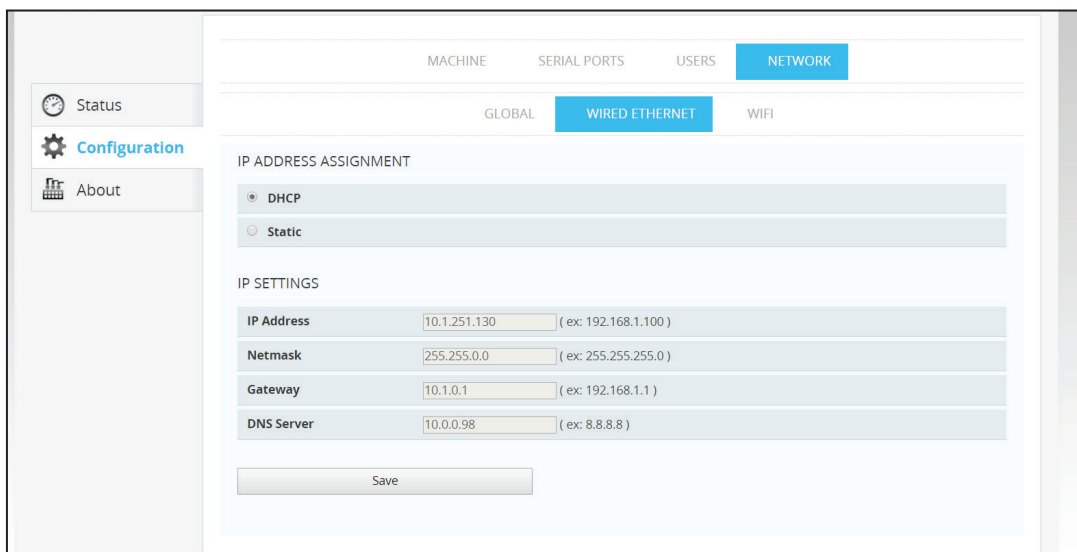 MACHINE SERIAL PORTS USERS NETWORK
Status
GLOBAL WIRED ETHERNET WIFI
Configuration
About
IP ADDRESS ASSIGNMENT
DHCP
Static
IP SETTINGS
IP Address 10.1.251.130 ( ex: 192.168.1.100 )
Netmask 255.255.0.0 ( ex: 255.255.255.0 )
Gateway 10.1.0.1 ( ex: 192.168.1.1 )
DNS Server 10.0.0.98 ( ex: 8.8.8.8 )
Save